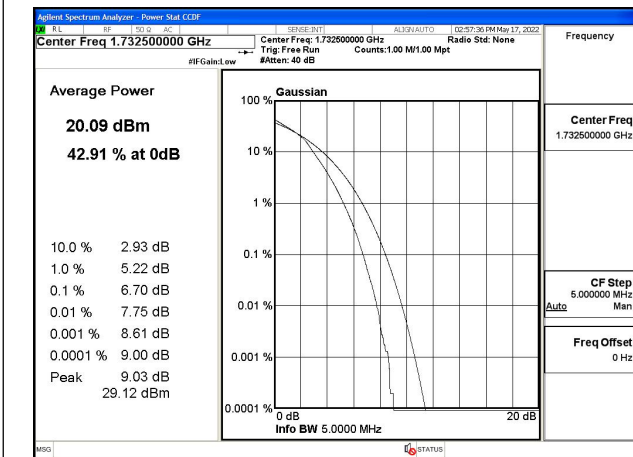 Agilent Spectrum Analyzer - Power Stat CCDF
RL RF 50 Ω AC SENSE:INT ALIGN AUTO 02:57:36 PM May 17, 2022
Center Freq 1.732500000 GHz
Center Freq: 1.732500000 GHz Radio Std: None
Trig: Free Run Counts:1.00 M/1.00 Mpt
#IFGain:Low #Atten: 40 dB
Frequency
Average Power
20.09 dBm
42.91 % at 0dB
10.0 % 2.93 dB
1.0 % 5.22 dB
0.1 % 6.70 dB
0.01 % 7.75 dB
0.001 % 8.61 dB
0.0001 % 9.00 dB
Peak 9.03 dB
29.12 dBm
Gaussian
100 %
10 %
1 %
0.1 %
0.01 %
0.001 %
0.0001 %
0 dB 20 dB
Info BW 5.0000 MHz
Center Freq
1.732500000 GHz
CF Step
5.000000 MHz
Auto Man
Freq Offset
0 Hz
MSG STATUS